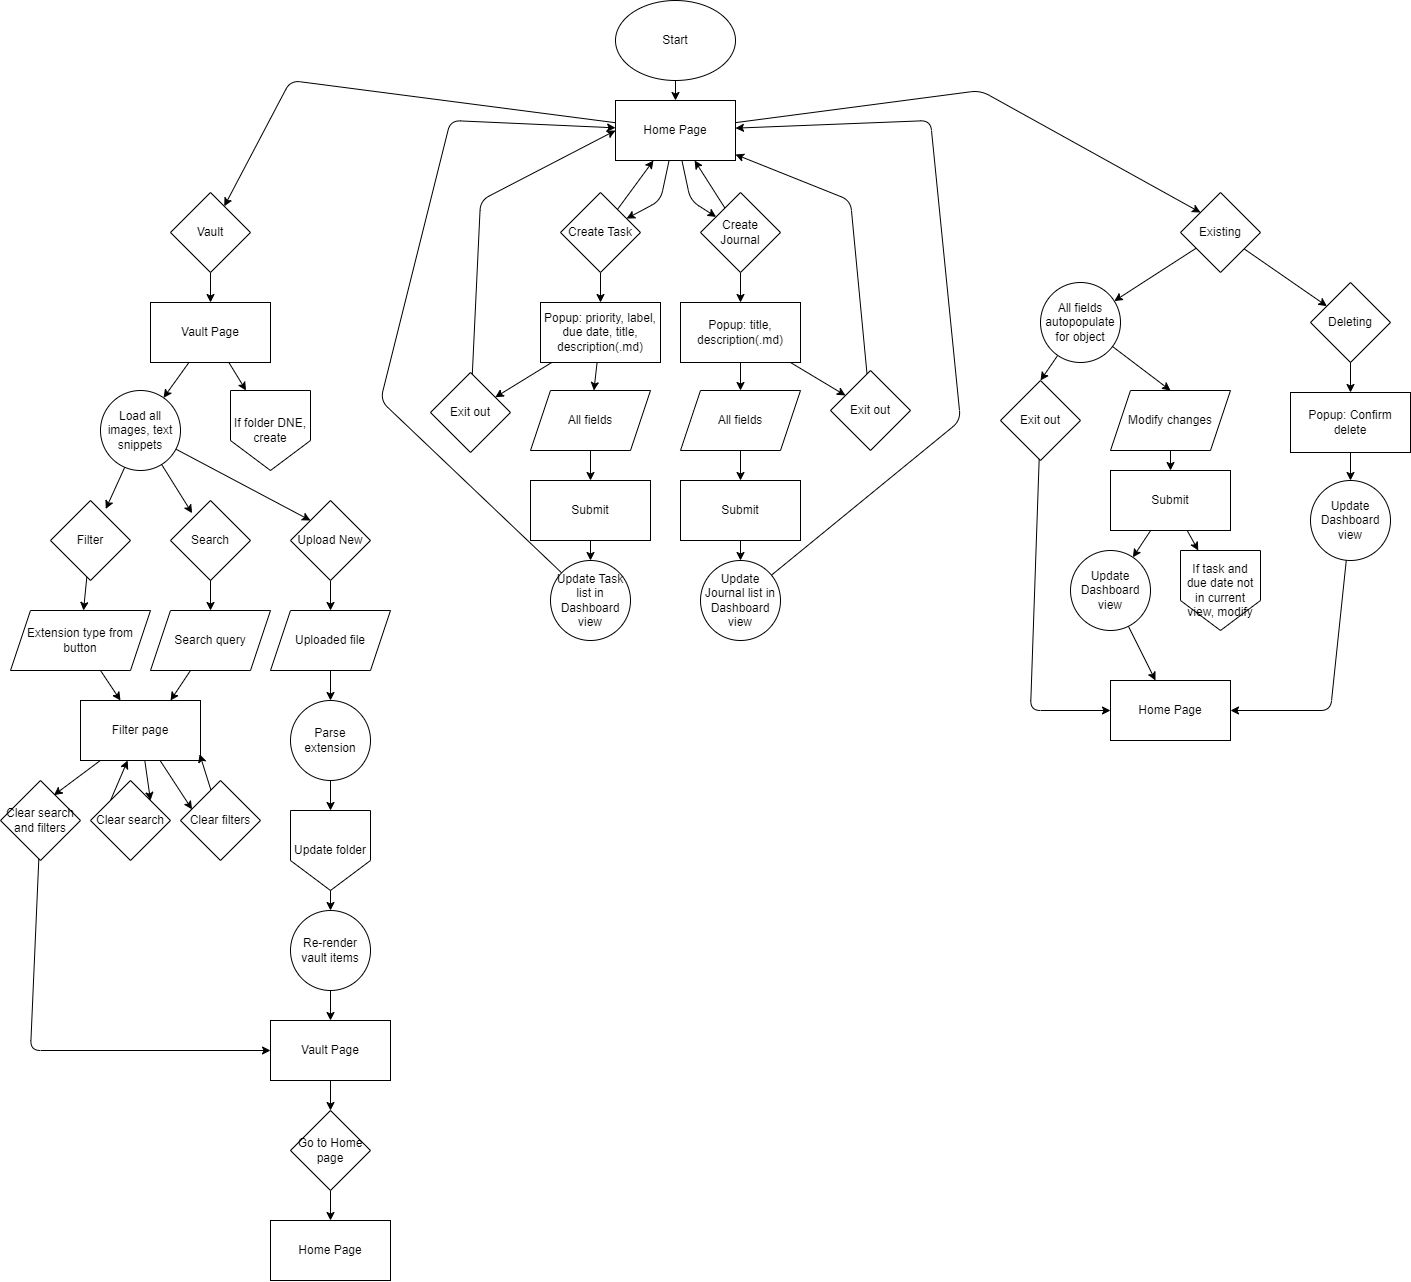 Start
Home Page
Vault
Create Task
Create
Journal
Existing
Vault Page
Popup: priority, label,
due date, title,
description(.md)
Popup: title,
description(.md)
All fields
autopopulate
for object
Deleting
Load all
images, text
snippets
If folder DNE,
create
Exit out
All fields
All fields
Exit out
Exit out
Modify changes
Popup: Confirm
delete
Filter
Search
Upload New
Submit
Submit
Submit
Update
Dashboard
view
Update Task
list in
Dashboard
view
Update
Journal list in
Dashboard
view
Update
Dashboard
view
If task and
due date not
in current
view, modify
Extension type from
button
Search query
Uploaded file
Filter page
Parse
extension
Home Page
Clear search
and filters
Clear search
Clear filters
Update folder
Re-render
vault items
Vault Page
Go to Home
page
Home Page